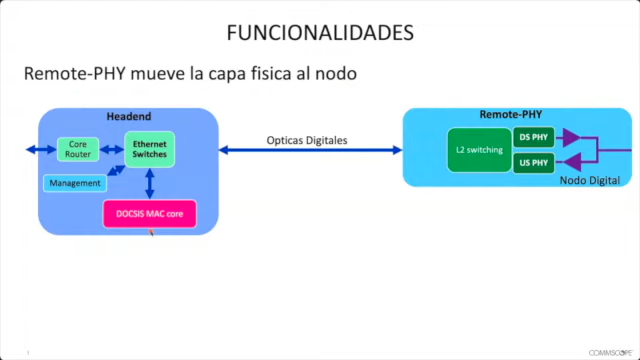 FUNCIONALIDADES
Remote-PHY mueve la capa fisica al nodo
Headend
Core
Router
Ethernet
Switches
Management
DOCSIS MAC core
Opticas Digitales
Remote-PHY
L2 switching
DS PHY
US PHY
Nodo Digital
COMMSCOPE